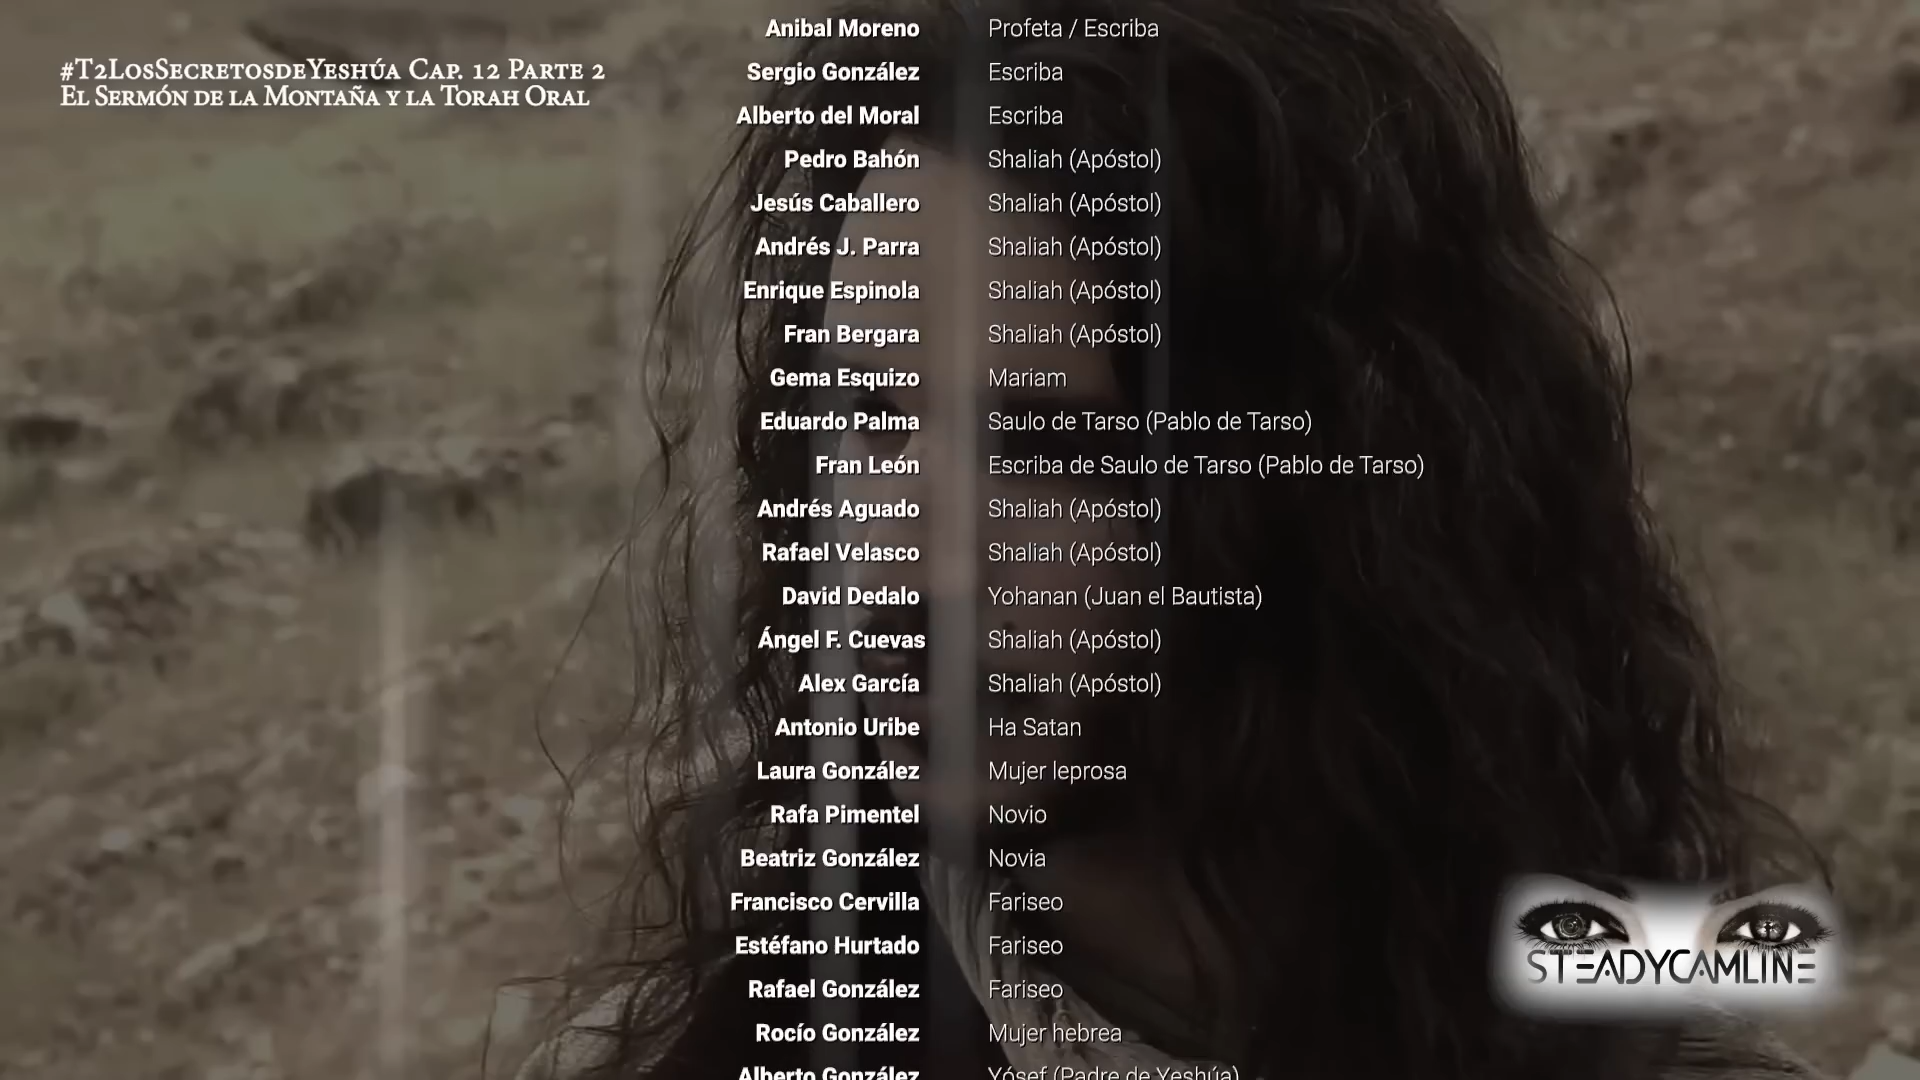 #T2LosSecretosdeYeshúa Cap. 12 Parte 2
El Sermón de la Montaña y la Torah Oral
Anibal Moreno Profeta / Escriba
Sergio González Escriba
Alberto del Moral Escriba
Pedro Bahón Shaliah (Apóstol)
Jesús Caballero Shaliah (Apóstol)
Andrés J. Parra Shaliah (Apóstol)
Enrique Espinola Shaliah (Apóstol)
Fran Bergara Shaliah (Apóstol)
Gema Esquizo Mariam
Eduardo Palma Saulo de Tarso (Pablo de Tarso)
Fran León Escriba de Saulo de Tarso (Pablo de Tarso)
Andrés Aguado Shaliah (Apóstol)
Rafael Velasco Shaliah (Apóstol)
David Dedalo Yohanan (Juan el Bautista)
Ángel F. Cuevas Shaliah (Apóstol)
Alex García Shaliah (Apóstol)
Antonio Uribe Ha Satan
Laura González Mujer leprosa
Rafa Pimentel Novio
Beatriz González Novia
Francisco Cervilla Fariseo
Estéfano Hurtado Fariseo
Rafael González Fariseo
Rocío González Mujer hebrea
Alberto González Yósef (Padre de Yeshúa)
STEADYCAMLINE